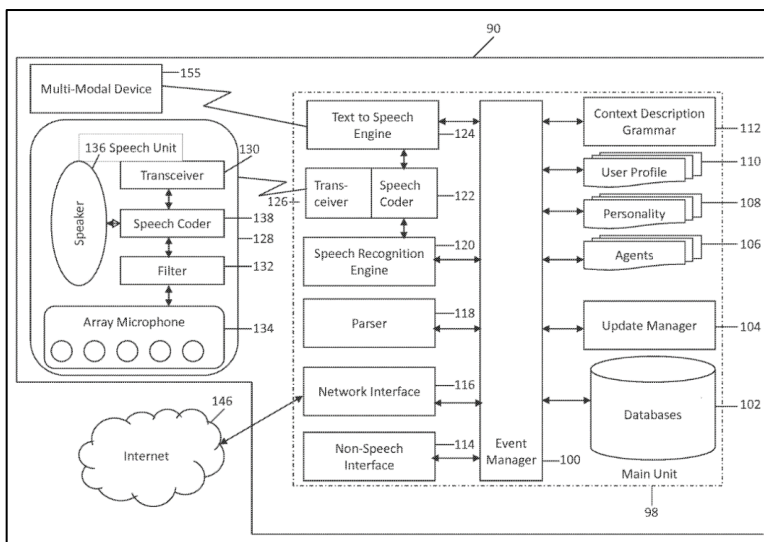 90
155
Multi-Modal Device
136 Speech Unit
130
Transceiver
Speaker
Speech Coder
138
128
Filter
132
Array Microphone
134
146
Internet
Text to Speech
Engine
124
Trans-
ceiver
126
Speech
Coder
122
Speech Recognition
Engine
120
Parser
118
Network Interface
116
Non-Speech
Interface
114
Event
Manager
100
Context Description
Grammar
112
User Profile
110
Personality
108
Agents
106
Update Manager
104
Databases
102
Main Unit
98